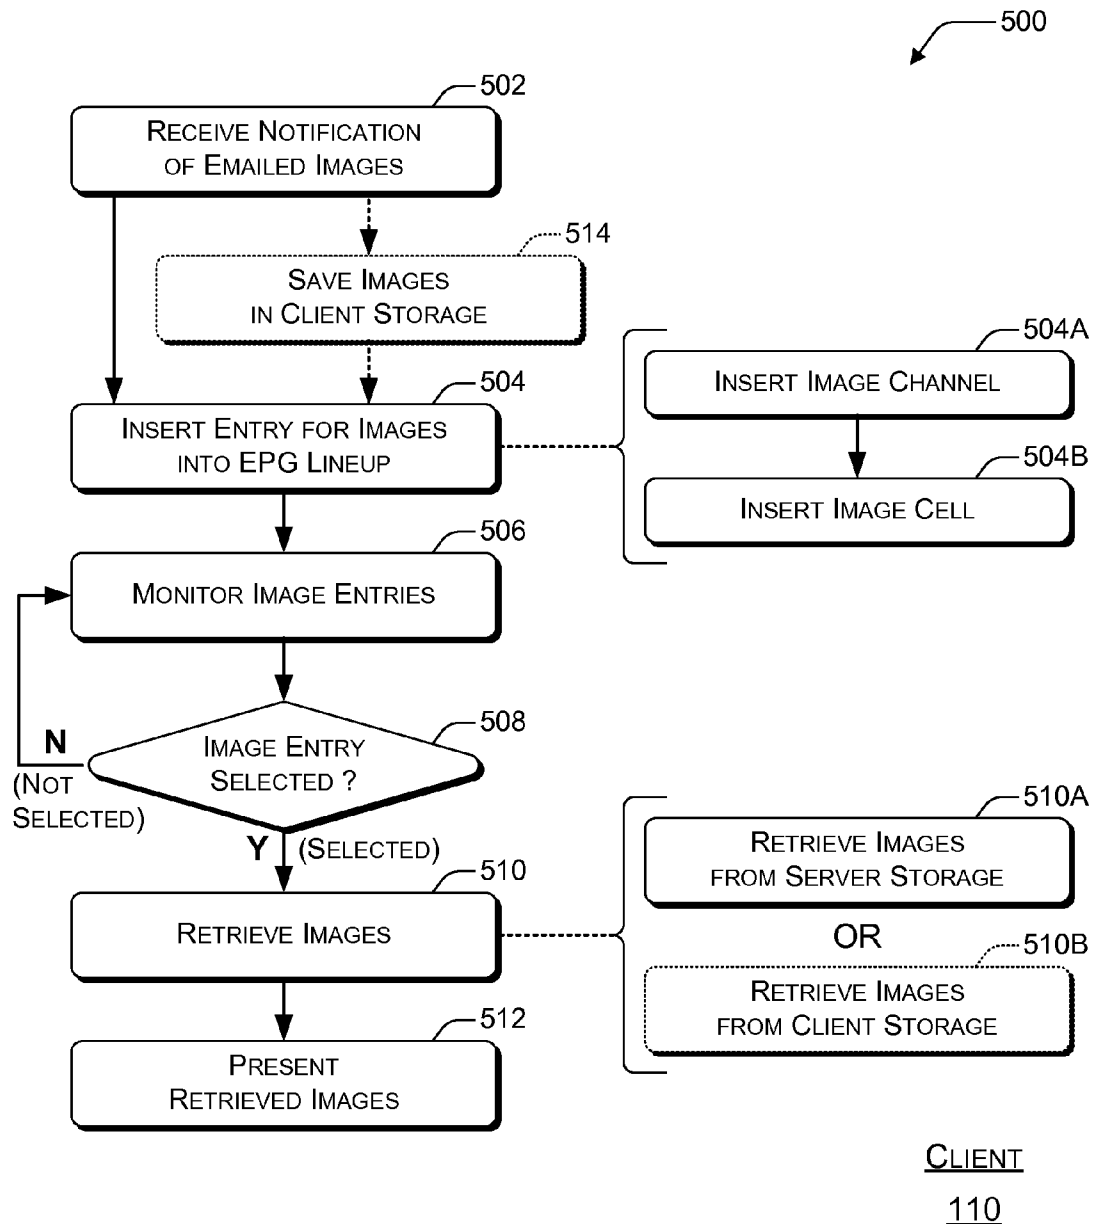 500
502
RECEIVE NOTIFICATION
OF EMAILED IMAGES
514
SAVE IMAGES
IN CLIENT STORAGE
504
INSERT ENTRY FOR IMAGES
INTO EPG LINEUP
504A
INSERT IMAGE CHANNEL
504B
INSERT IMAGE CELL
506
MONITOR IMAGE ENTRIES
508
IMAGE ENTRY
SELECTED ?
N
(NOT
SELECTED)
Y (SELECTED)
510
RETRIEVE IMAGES
510A
RETRIEVE IMAGES
FROM SERVER STORAGE
OR
510B
RETRIEVE IMAGES
FROM CLIENT STORAGE
512
PRESENT
RETRIEVED IMAGES
CLIENT
110